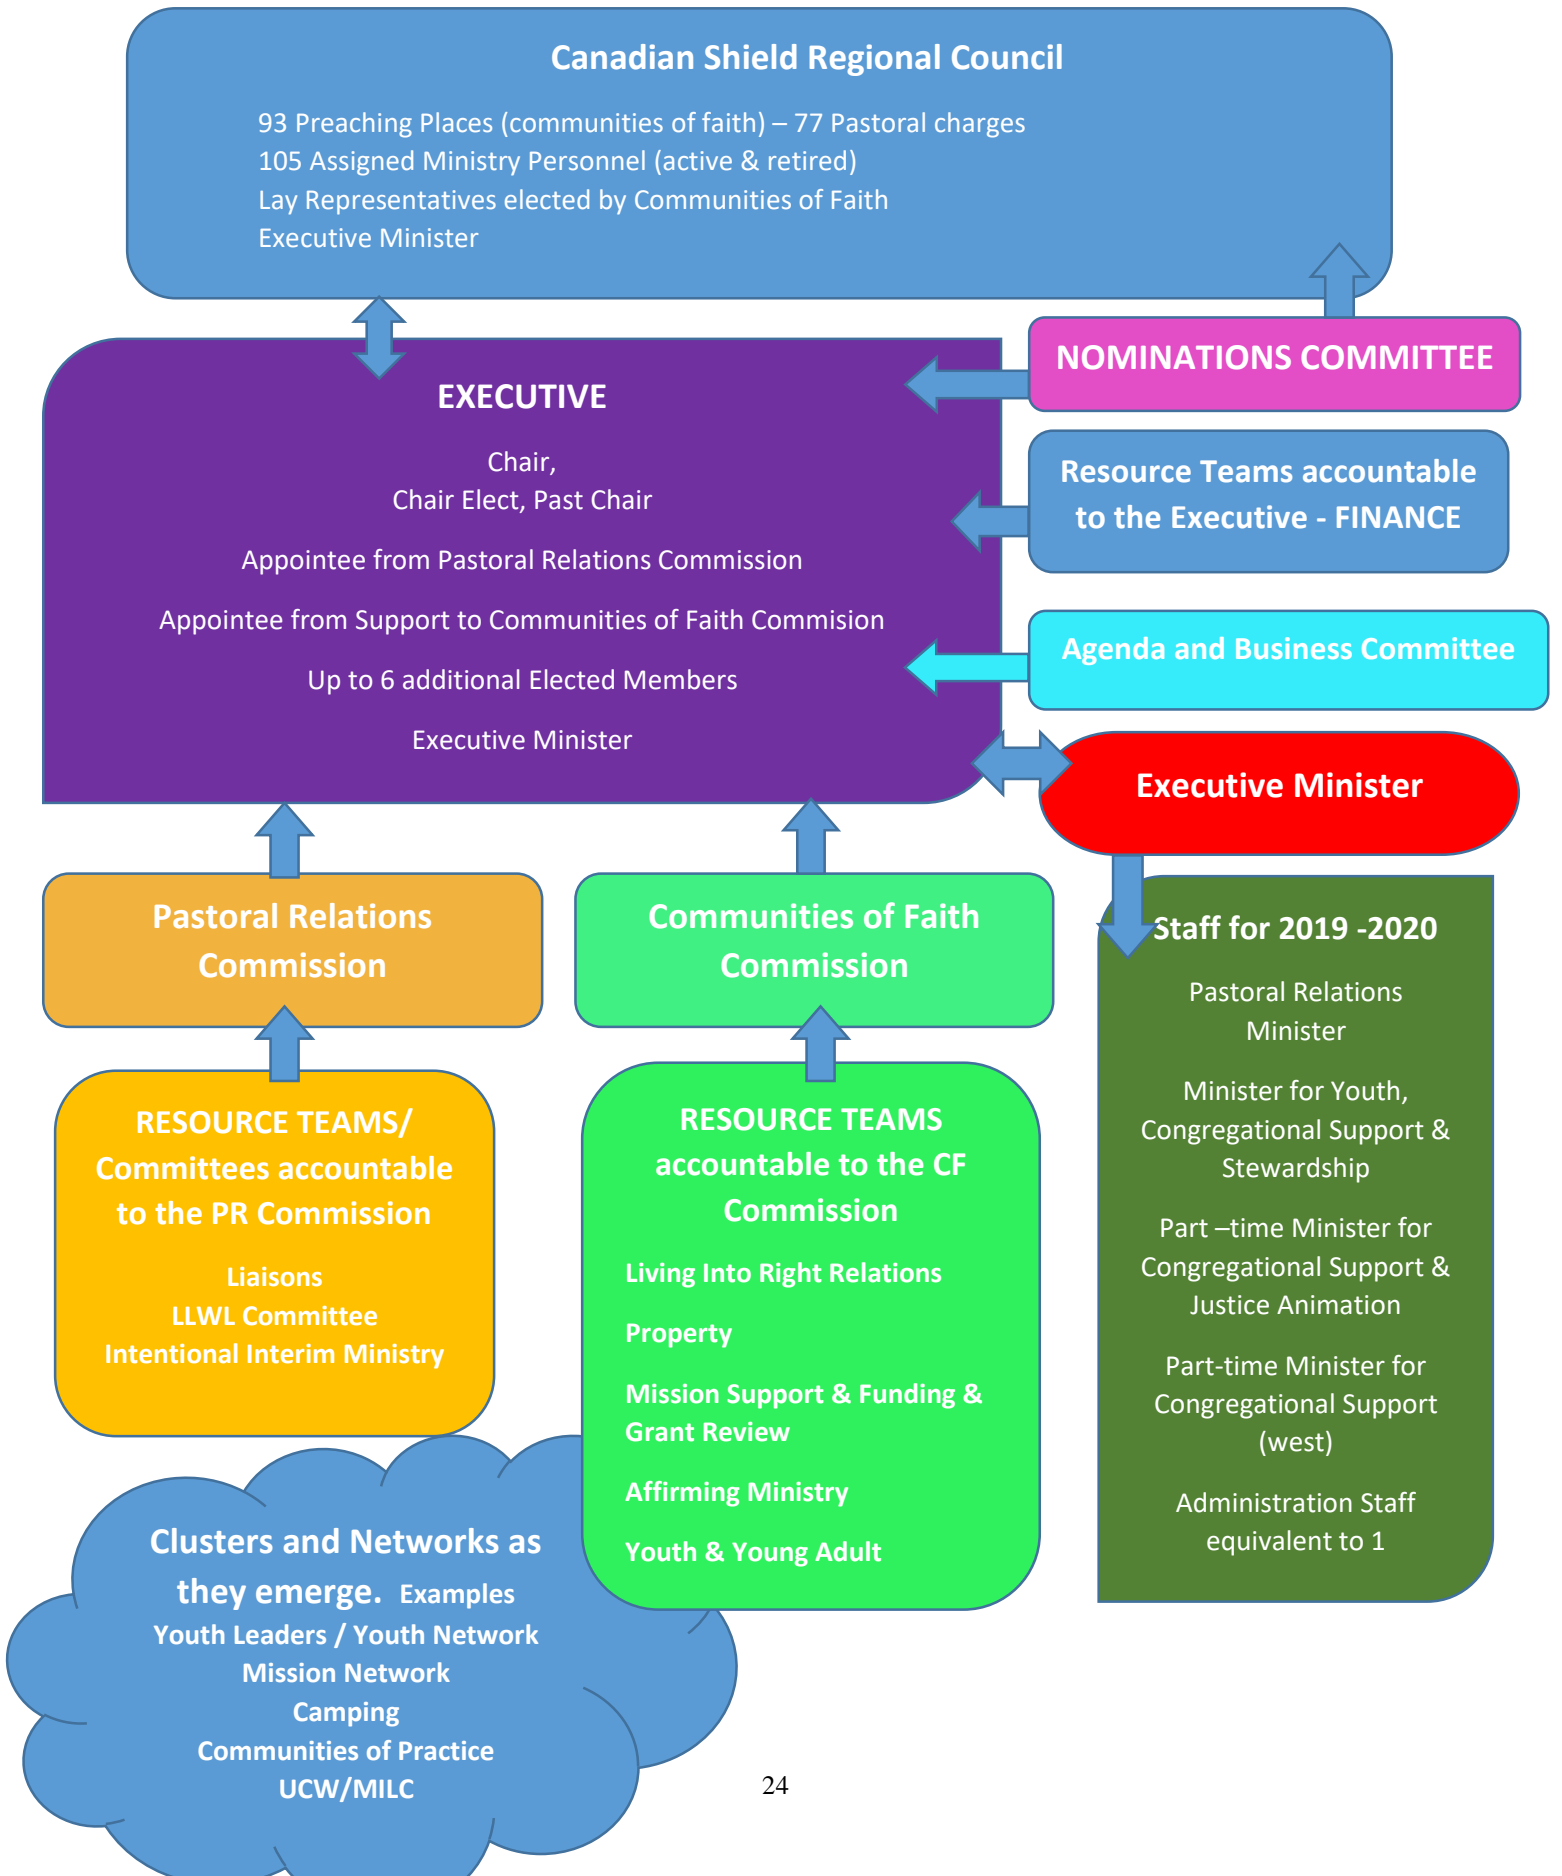 Canadian Shield Regional Council
93 Preaching Places (communities of faith) – 77 Pastoral charges
105 Assigned Ministry Personnel (active & retired)
Lay Representatives elected by Communities of Faith
Executive Minister
NOMINATIONS COMMITTEE
EXECUTIVE
Chair,
Chair Elect, Past Chair
Appointee from Pastoral Relations Commission
Appointee from Support to Communities of Faith Commision
Up to 6 additional Elected Members
Executive Minister
Resource Teams accountable
to the Executive - FINANCE
Agenda and Business Committee
Executive Minister
Pastoral Relations
Commission
Communities of Faith
Commission
Staff for 2019 -2020
Pastoral Relations
Minister
Minister for Youth,
Congregational Support &
Stewardship
Part –time Minister for
Congregational Support &
Justice Animation
Part-time Minister for
Congregational Support
(west)
Administration Staff
equivalent to 1
RESOURCE TEAMS/
Committees accountable
to the PR Commission
Liaisons
LLWL Committee
Intentional Interim Ministry
RESOURCE TEAMS
accountable to the CF
Commission
Living Into Right Relations
Property
Mission Support & Funding &
Grant Review
Affirming Ministry
Youth & Young Adult
Clusters and Networks as
they emerge. Examples
Youth Leaders / Youth Network
Mission Network
Camping
Communities of Practice
UCW/MILC
24